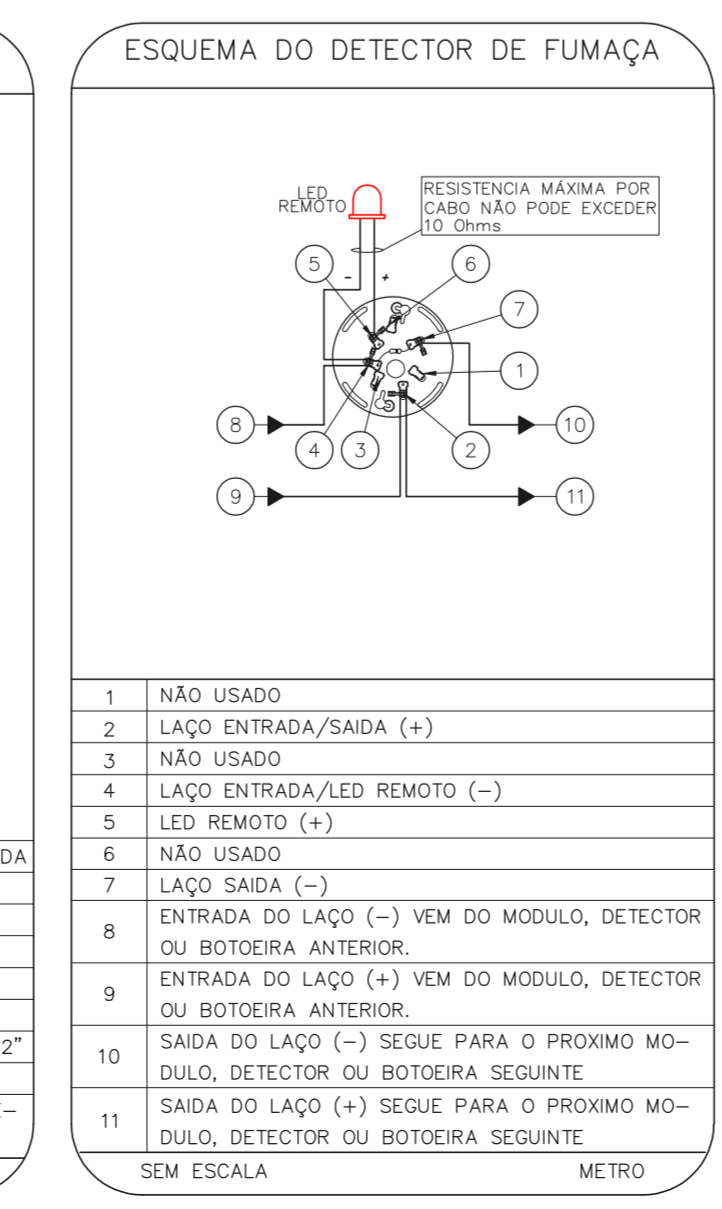 ESQUEMA DO DETECTOR DE FUMAÇA
LED
REMOTO
RESISTENCIA MÁXIMA POR
CABO NÃO PODE EXCEDER
10 Ohms
5
6
- +
7
1
8
10
4
3
2
9
11
1 NÃO USADO
2 LAÇO ENTRADA/SAIDA (+)
3 NÃO USADO
4 LAÇO ENTRADA/LED REMOTO (-)
5 LED REMOTO (+)
6 NÃO USADO
7 LAÇO SAIDA (-)
8 ENTRADA DO LAÇO (-) VEM DO MODULO, DETECTOR
OU BOTOEIRA ANTERIOR.
9 ENTRADA DO LAÇO (+) VEM DO MODULO, DETECTOR
OU BOTOEIRA ANTERIOR.
10 SAIDA DO LAÇO (-) SEGUE PARA O PROXIMO MO-
DULO, DETECTOR OU BOTOEIRA SEGUINTE
11 SAIDA DO LAÇO (+) SEGUE PARA O PROXIMO MO-
DULO, DETECTOR OU BOTOEIRA SEGUINTE
SEM ESCALA METRO
DA
2"